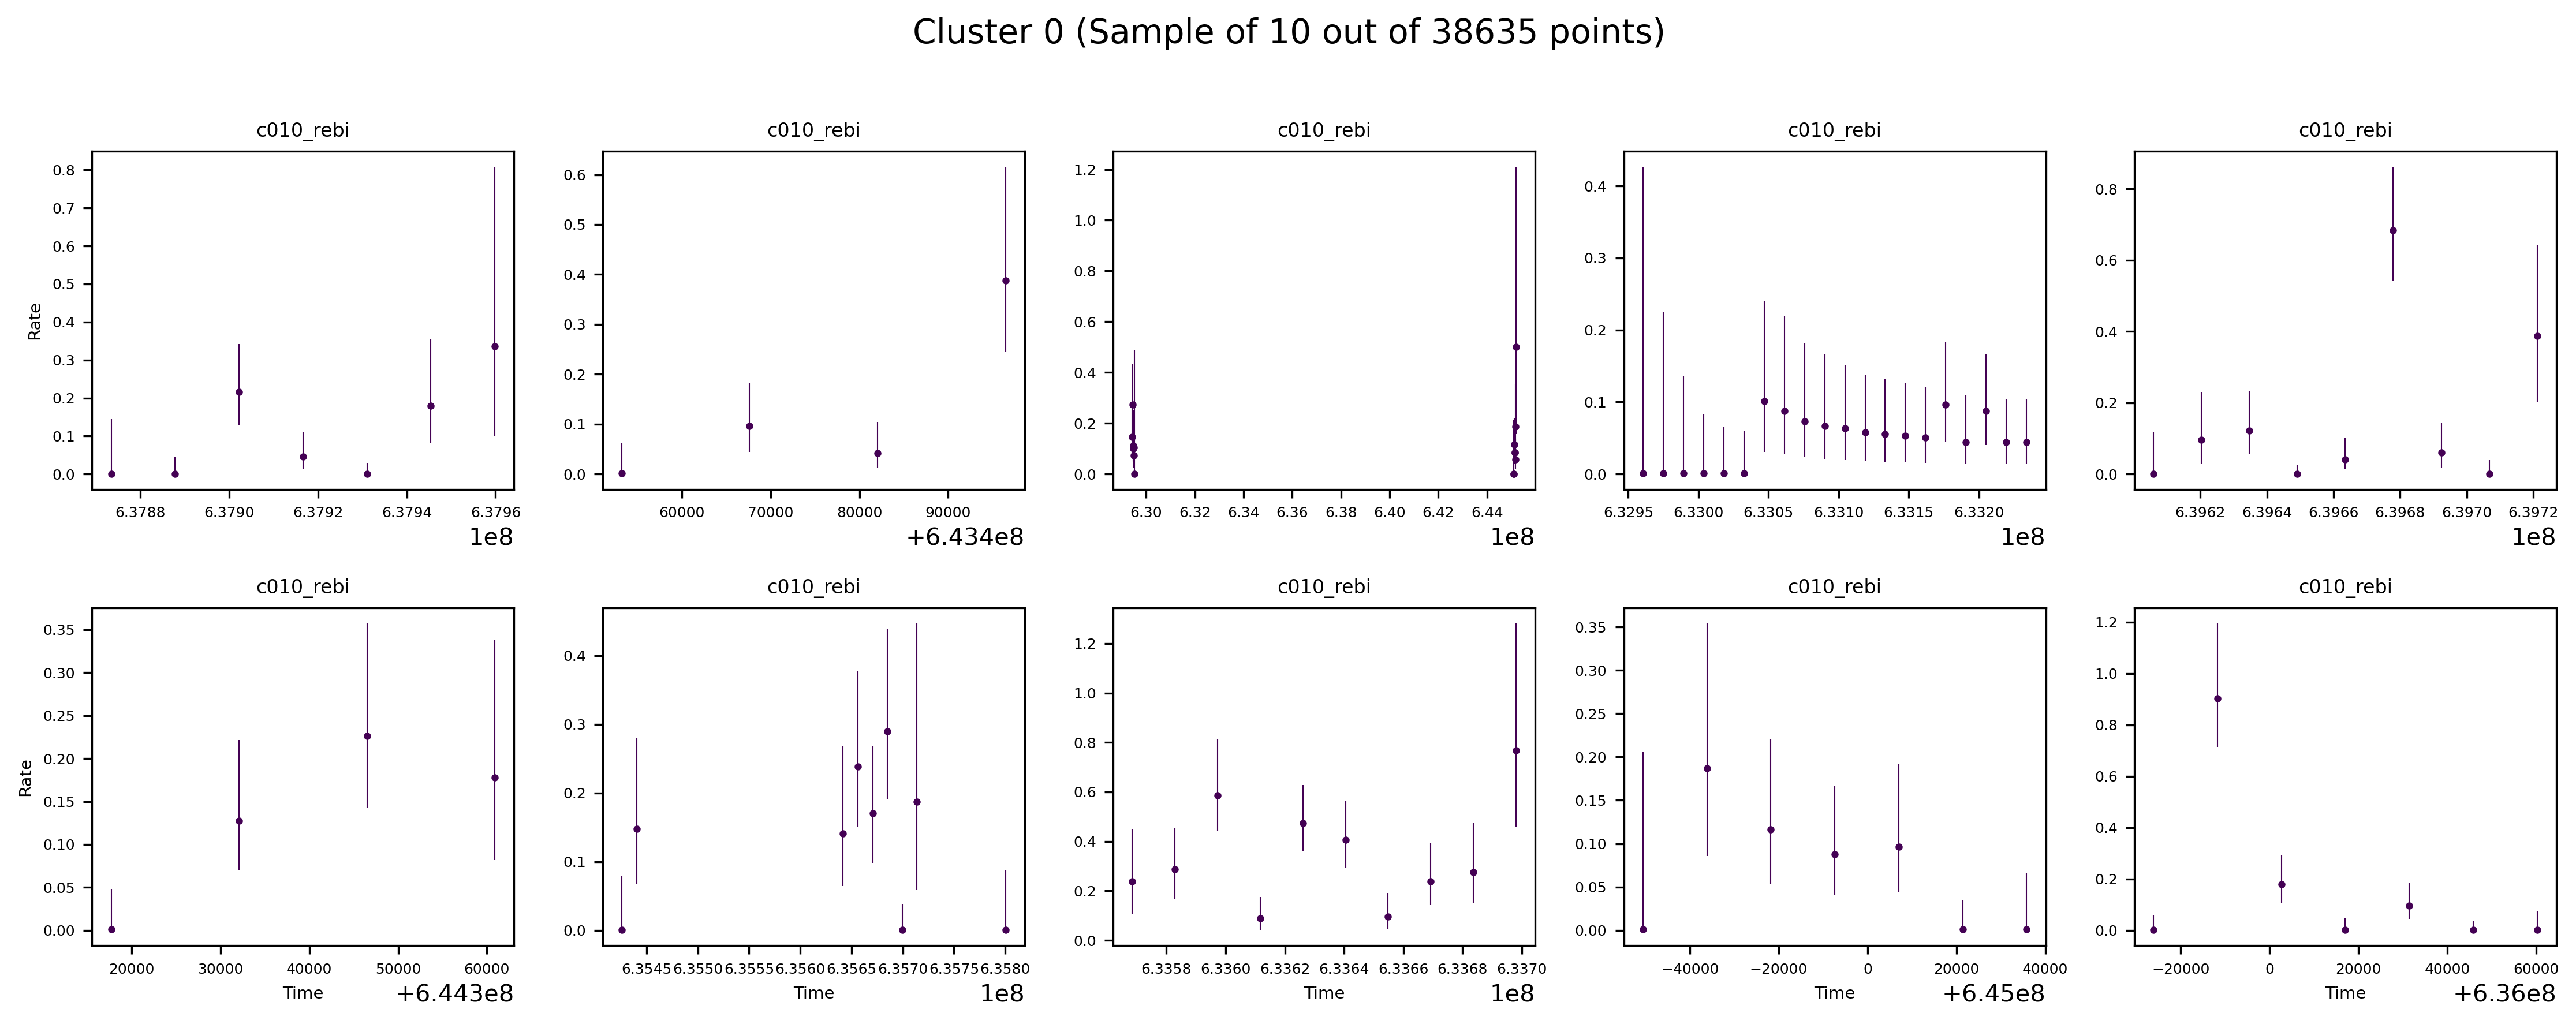 Cluster 0 (Sample of 10 out of 38635 points)
c010_rebi c010_rebi c010_rebi c010_rebi c010_rebi
Rate
0.8
0.7
0.6
0.5
0.4
0.3
0.2
0.1
0.0
6.3788 6.3790 6.3792 6.3794 6.3796
1e8
0.6
0.5
0.4
0.3
0.2
0.1
0.0
60000 70000 80000 90000
+6.434e8
1.2
1.0
0.8
0.6
0.4
0.2
0.0
6.30 6.32 6.34 6.36 6.38 6.40 6.42 6.44
1e8
0.4
0.3
0.2
0.1
0.0
6.3295 6.3300 6.3305 6.3310 6.3315 6.3320
1e8
0.8
0.6
0.4
0.2
0.0
6.3962 6.3964 6.3966 6.3968 6.3970 6.3972
1e8
c010_rebi c010_rebi c010_rebi c010_rebi c010_rebi
Rate
0.35
0.30
0.25
0.20
0.15
0.10
0.05
0.00
20000 30000 40000 50000 60000
Time
+6.443e8
0.4
0.3
0.2
0.1
0.0
6.3545 6.3550 6.3555 6.3560 6.3565 6.3570 6.3575 6.3580
Time
1e8
1.2
1.0
0.8
0.6
0.4
0.2
0.0
6.3358 6.3360 6.3362 6.3364 6.3366 6.3368 6.3370
Time
1e8
0.35
0.30
0.25
0.20
0.15
0.10
0.05
0.00
−40000 −20000 0 20000 40000
Time
+6.45e8
1.2
1.0
0.8
0.6
0.4
0.2
0.0
−20000 0 20000 40000 60000
Time
+6.36e8